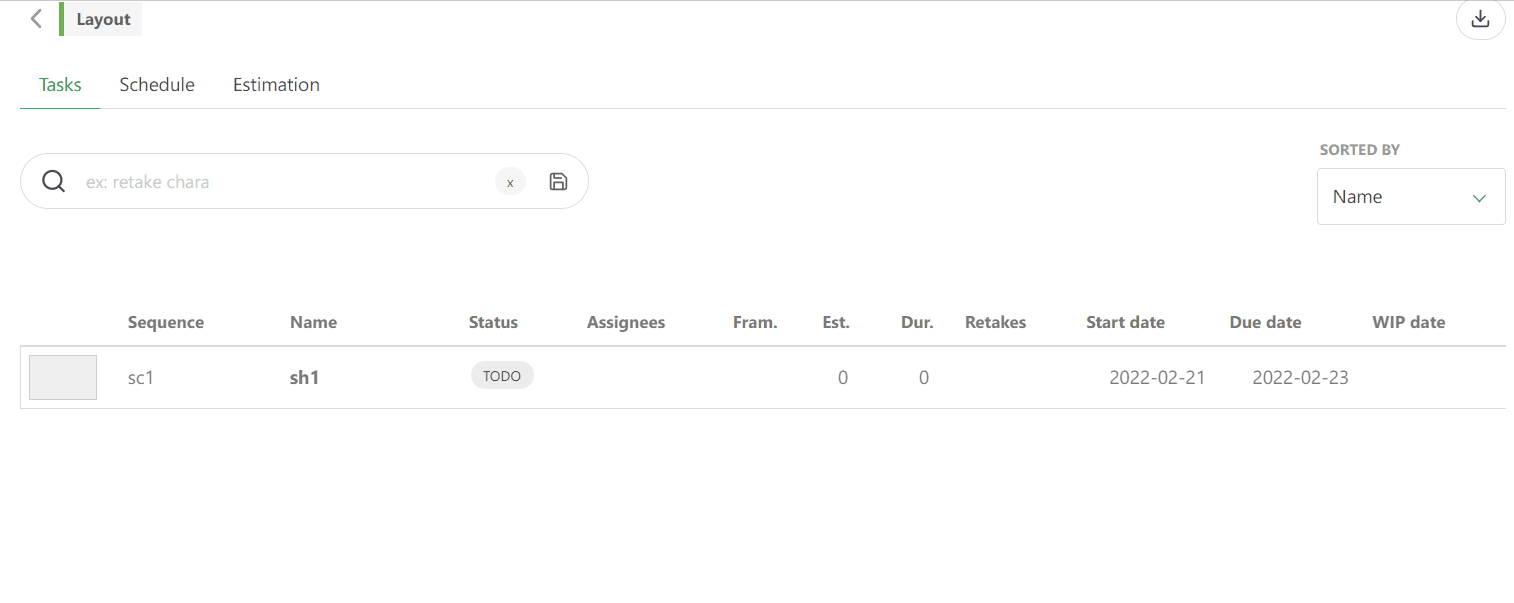 Layout
Tasks Schedule Estimation
SORTED BY
ex: retake chara x
Name
Sequence Name Status Assignees Fram. Est. Dur. Retakes Start date Due date WIP date
sc1 sh1 TODO 0 0 2022-02-21 2022-02-23